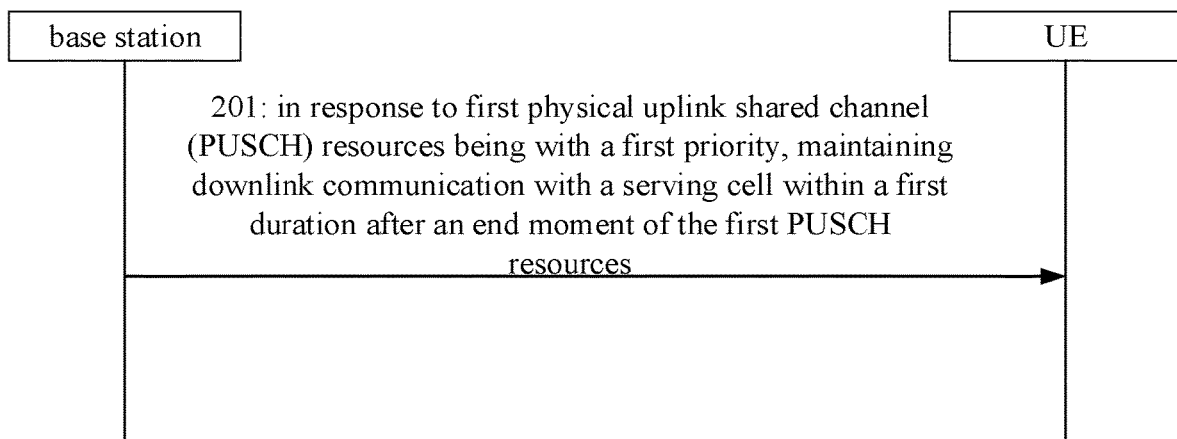 base station
UE
201: in response to first physical uplink shared channel
(PUSCH) resources being with a first priority, maintaining
downlink communication with a serving cell within a first
duration after an end moment of the first PUSCH
resources